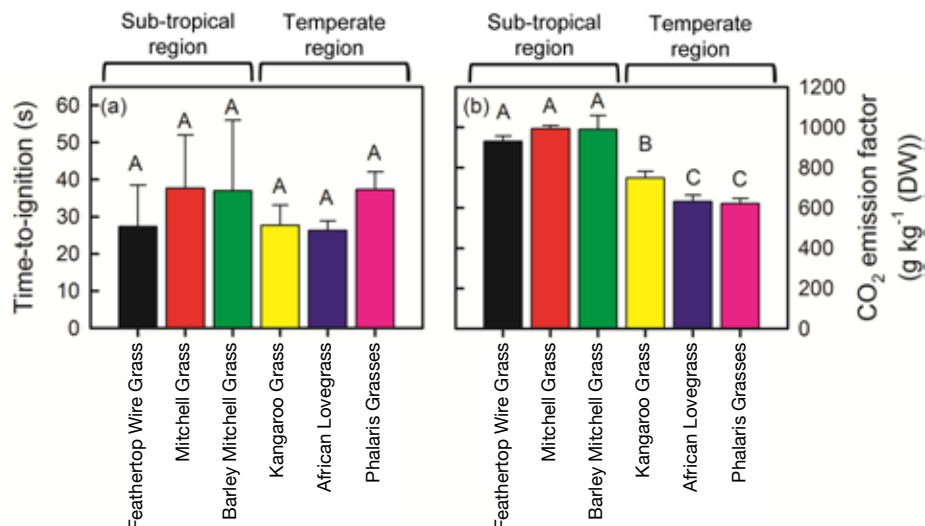 Sub-tropical
region
Temperate
region
Sub-tropical
region
Temperate
region
(a)
A
A
A
A
A
A
Time-to-ignition (s)
60
50
40
30
20
10
0
Feathertop Wire Grass
Mitchell Grass
Barley Mitchell Grass
Kangaroo Grass
African Lovegrass
Phalaris Grasses
(b)
A
A
A
B
C
C
1200
1000
800
600
400
200
0
CO₂ emission factor
(g kg⁻¹ (DW))
Feathertop Wire Grass
Mitchell Grass
Barley Mitchell Grass
Kangaroo Grass
African Lovegrass
Phalaris Grasses